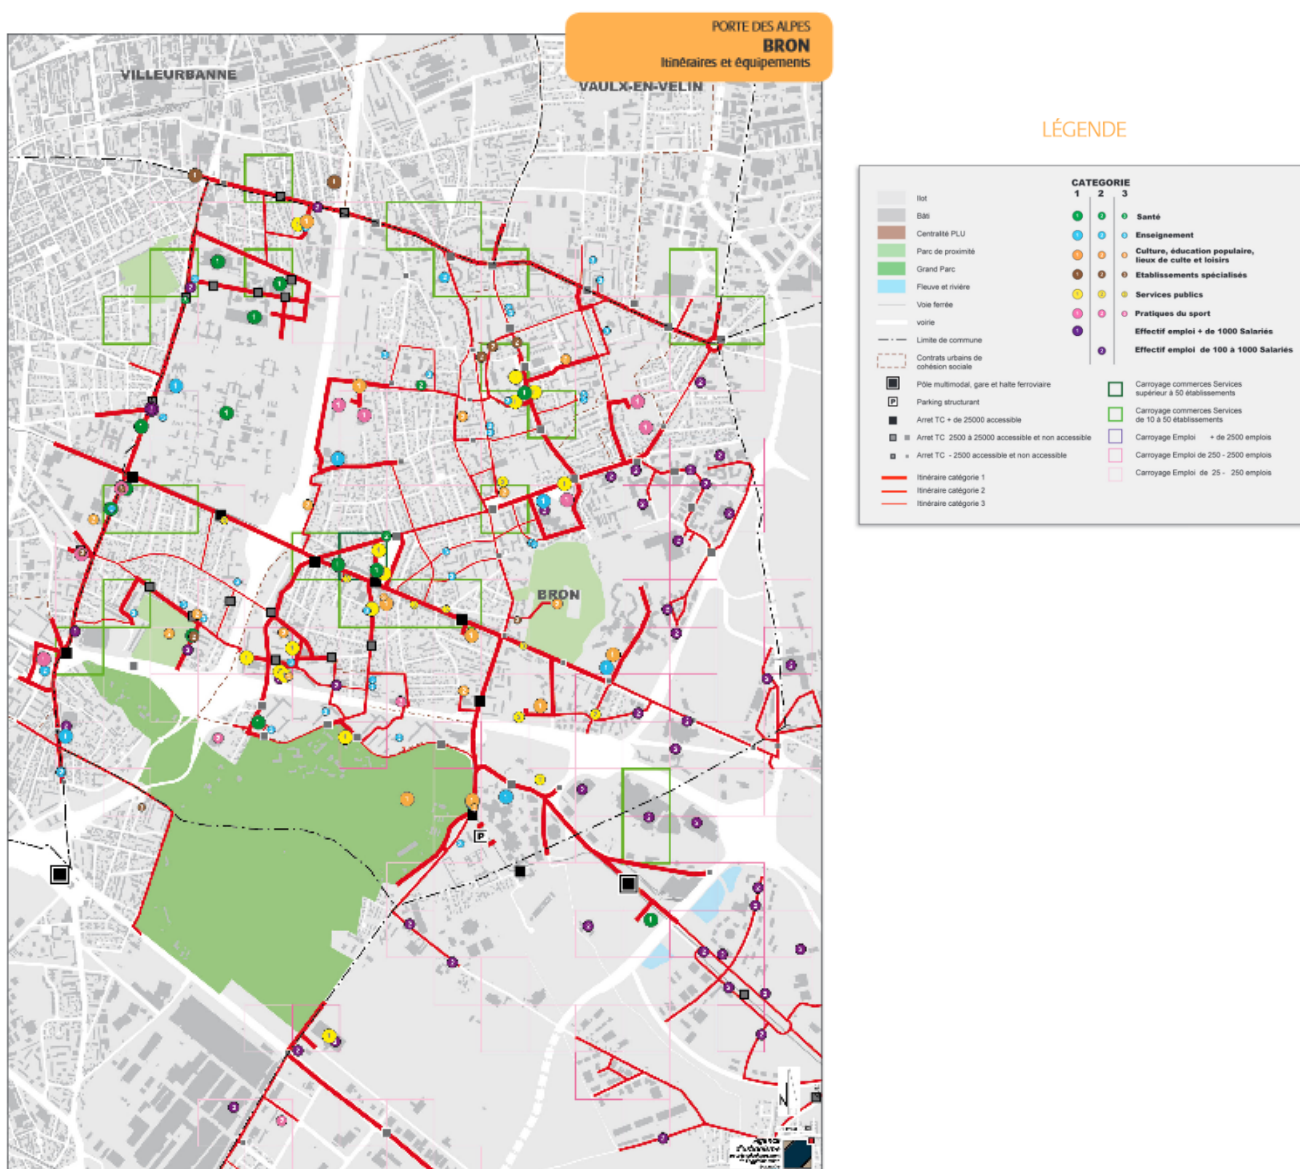 PORTE DES ALPES
BRON
Itinéraires et équipements
VILLEURBANNE
VAULX-EN-VELIN
BRON
P
N
LÉGENDE
Ilot
Bâti
Centralité PLU
Parc de proximité
Grand Parc
Fleuve et rivière
Voie ferrée
voirie
Limite de commune
Contrats urbains de
cohésion sociale
Pôle multimodal, gare et halte ferroviaire
P Parking structurant
Arret TC + de 25000 accessible
Arret TC 2500 à 25000 accessible et non accessible
Arret TC - 2500 accessible et non accessible
Itinéraire catégorie 1
Itinéraire catégorie 2
Itinéraire catégorie 3
CATEGORIE
1 2 3
Santé
Enseignement
Culture, éducation populaire,
lieux de culte et loisirs
Etablissements spécialisés
Services publics
Pratiques du sport
Effectif emploi + de 1000 Salariés
Effectif emploi de 100 à 1000 Salariés
Carroyage commerces Services
supérieur à 50 établissements
Carroyage commerces Services
de 10 à 50 établissements
Carroyage Emploi + de 2500 emplois
Carroyage Emploi de 250 - 2500 emplois
Carroyage Emploi de 25 - 250 emplois